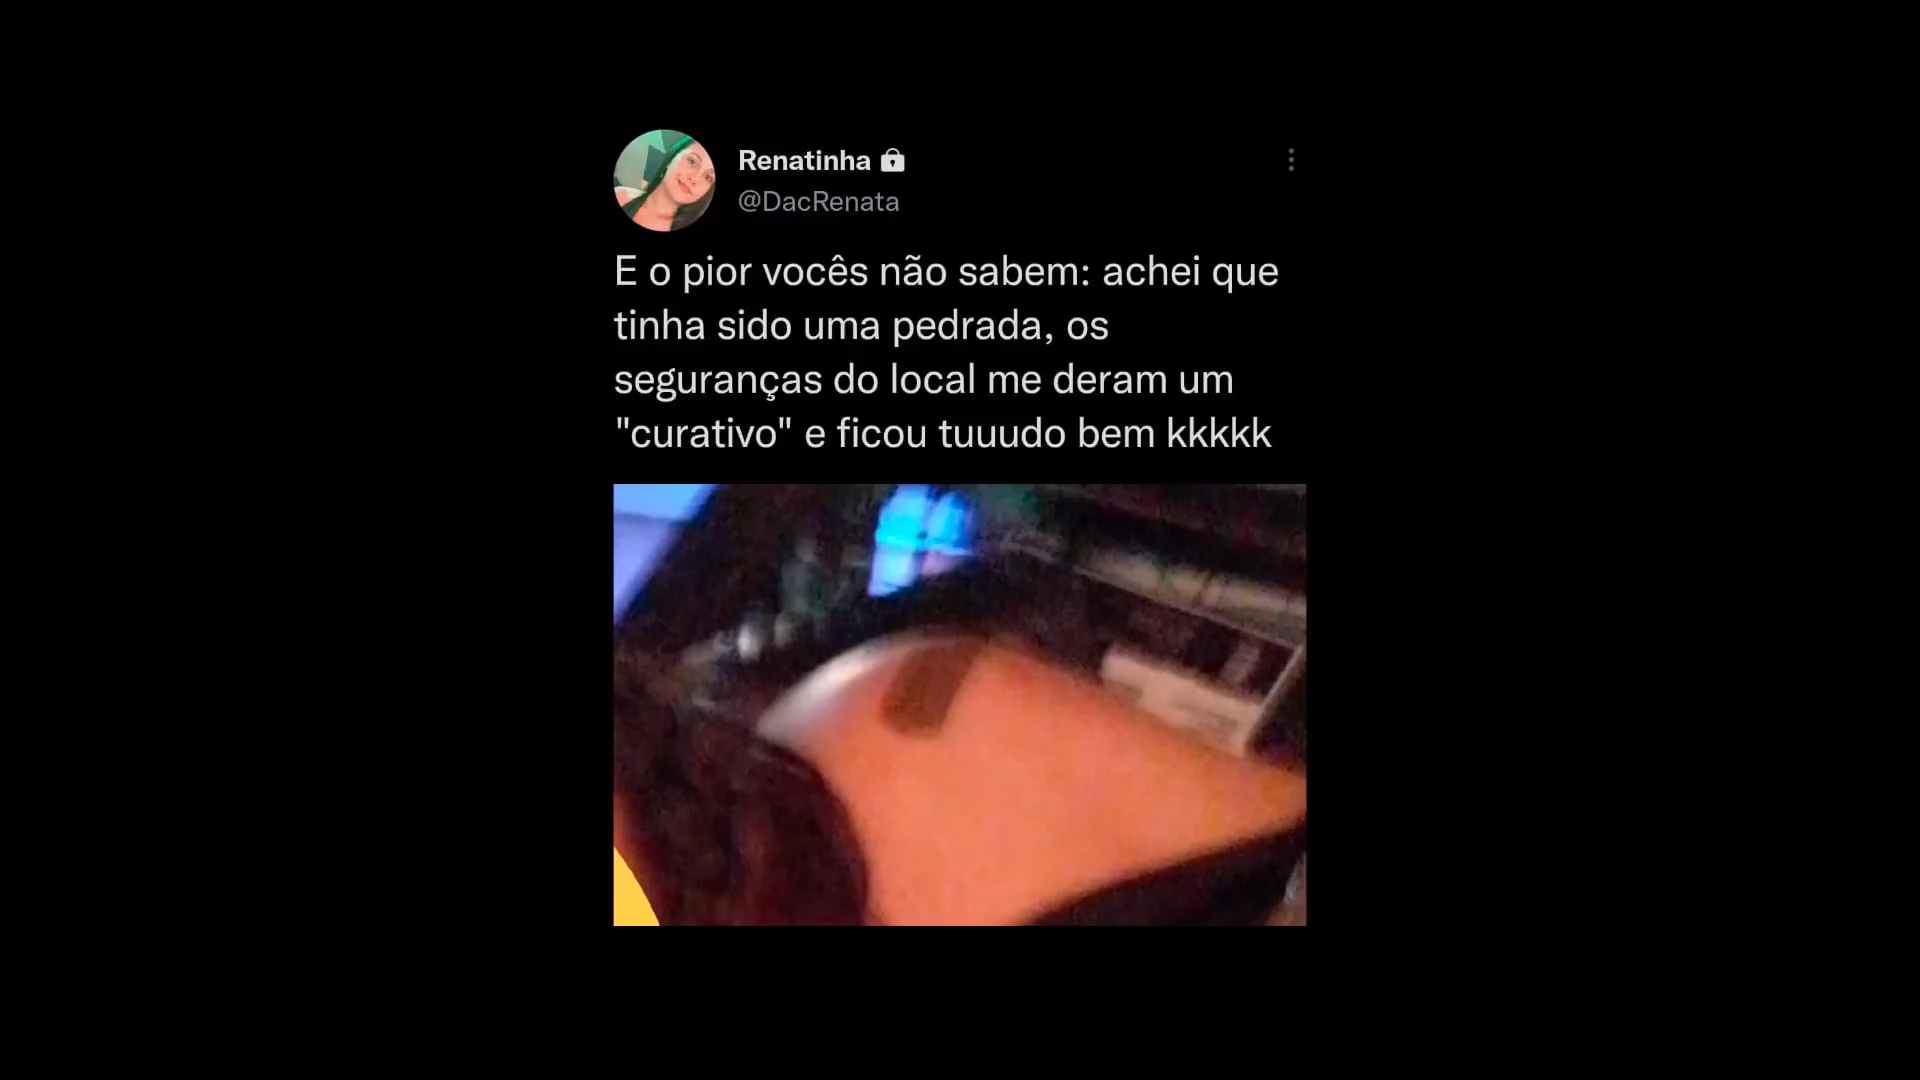 Renatinha
@DacRenata
E o pior vocês não sabem: achei que
tinha sido uma pedrada, os
seguranças do local me deram um
"curativo" e ficou tuuudo bem kkkkk